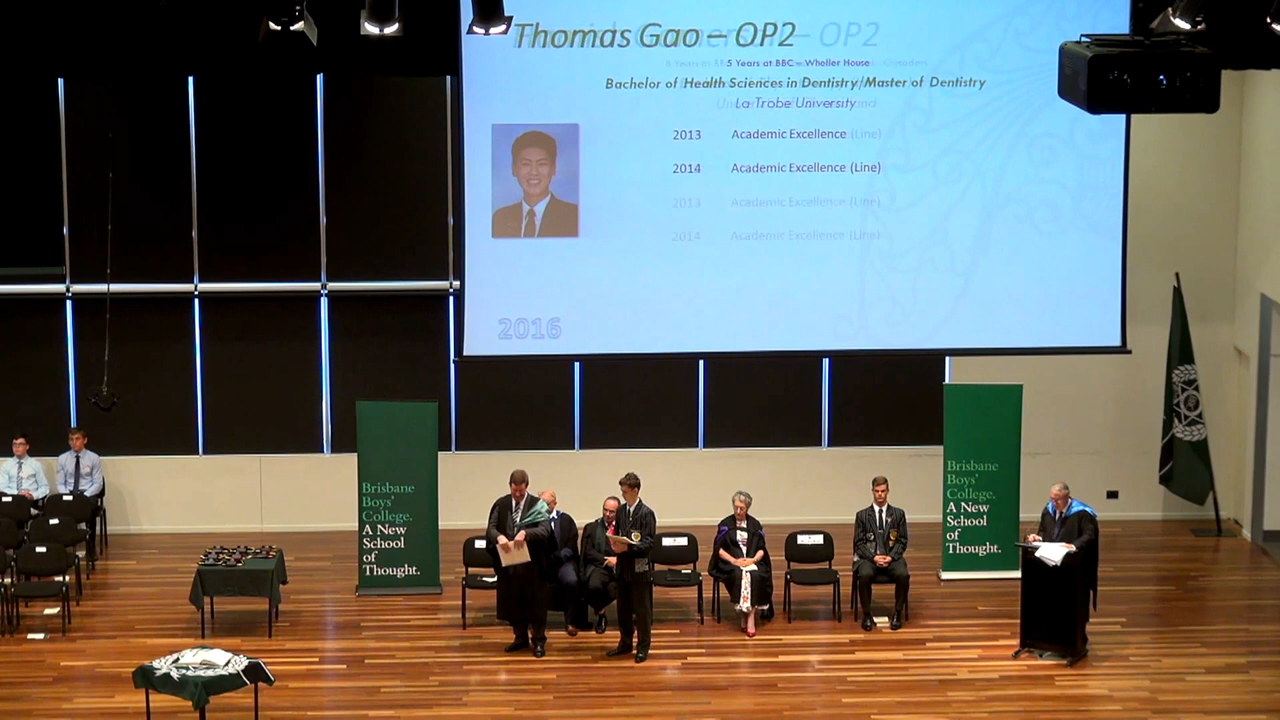 Thomas Gao – OP2
5 Years at BBC – Wheller House
Bachelor of Health Sciences in Dentistry/Master of Dentistry
La Trobe University
2013 Academic Excellence (Line)
2014 Academic Excellence (Line)
2013 Academic Excellence (Line)
2014 Academic Excellence (Line)
2016
Brisbane
Boys'
College.
A New
School
of
Thought.
Brisbane
Boys'
College.
A New
School
of
Thought.